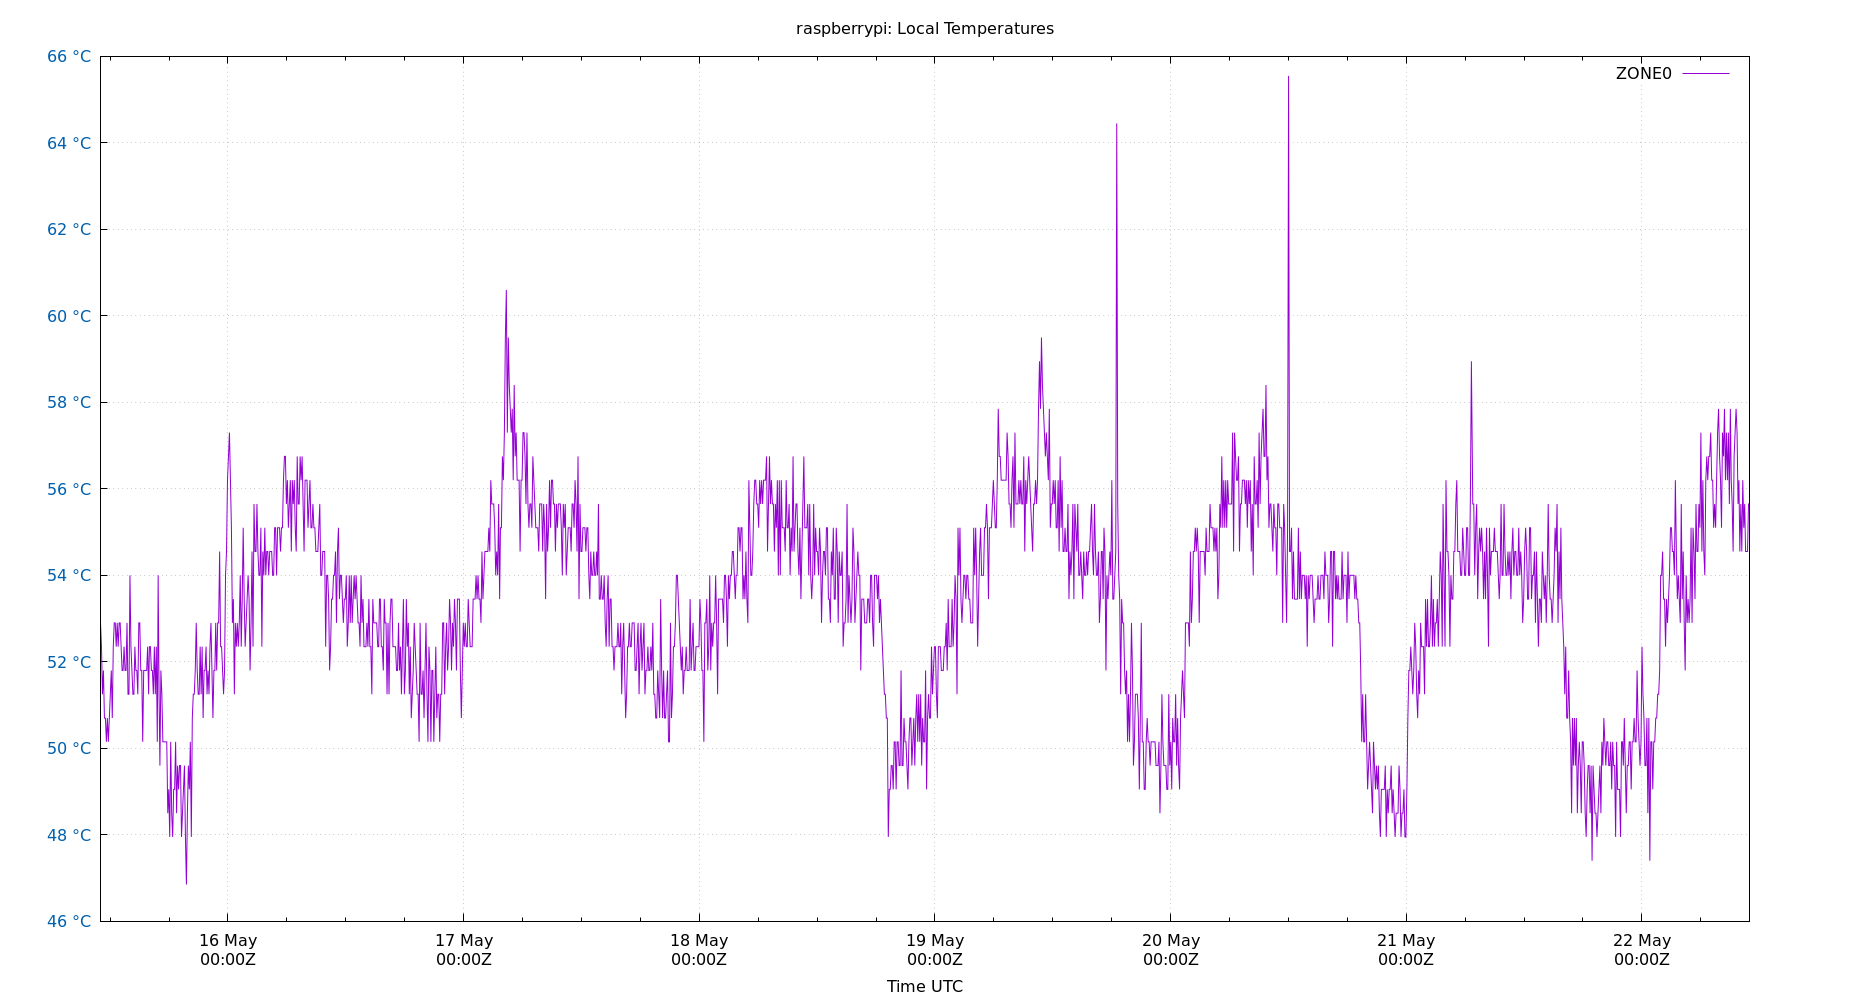 raspberrypi: Local Temperatures
66 °C
ZONE0
64 °C
62 °C
60 °C
58 °C
56 °C
54 °C
52 °C
50 °C
48 °C
46 °C
16 May 17 May 18 May 19 May 20 May 21 May 22 May
00:00Z 00:00Z 00:00Z 00:00Z 00:00Z 00:00Z 00:00Z
Time UTC